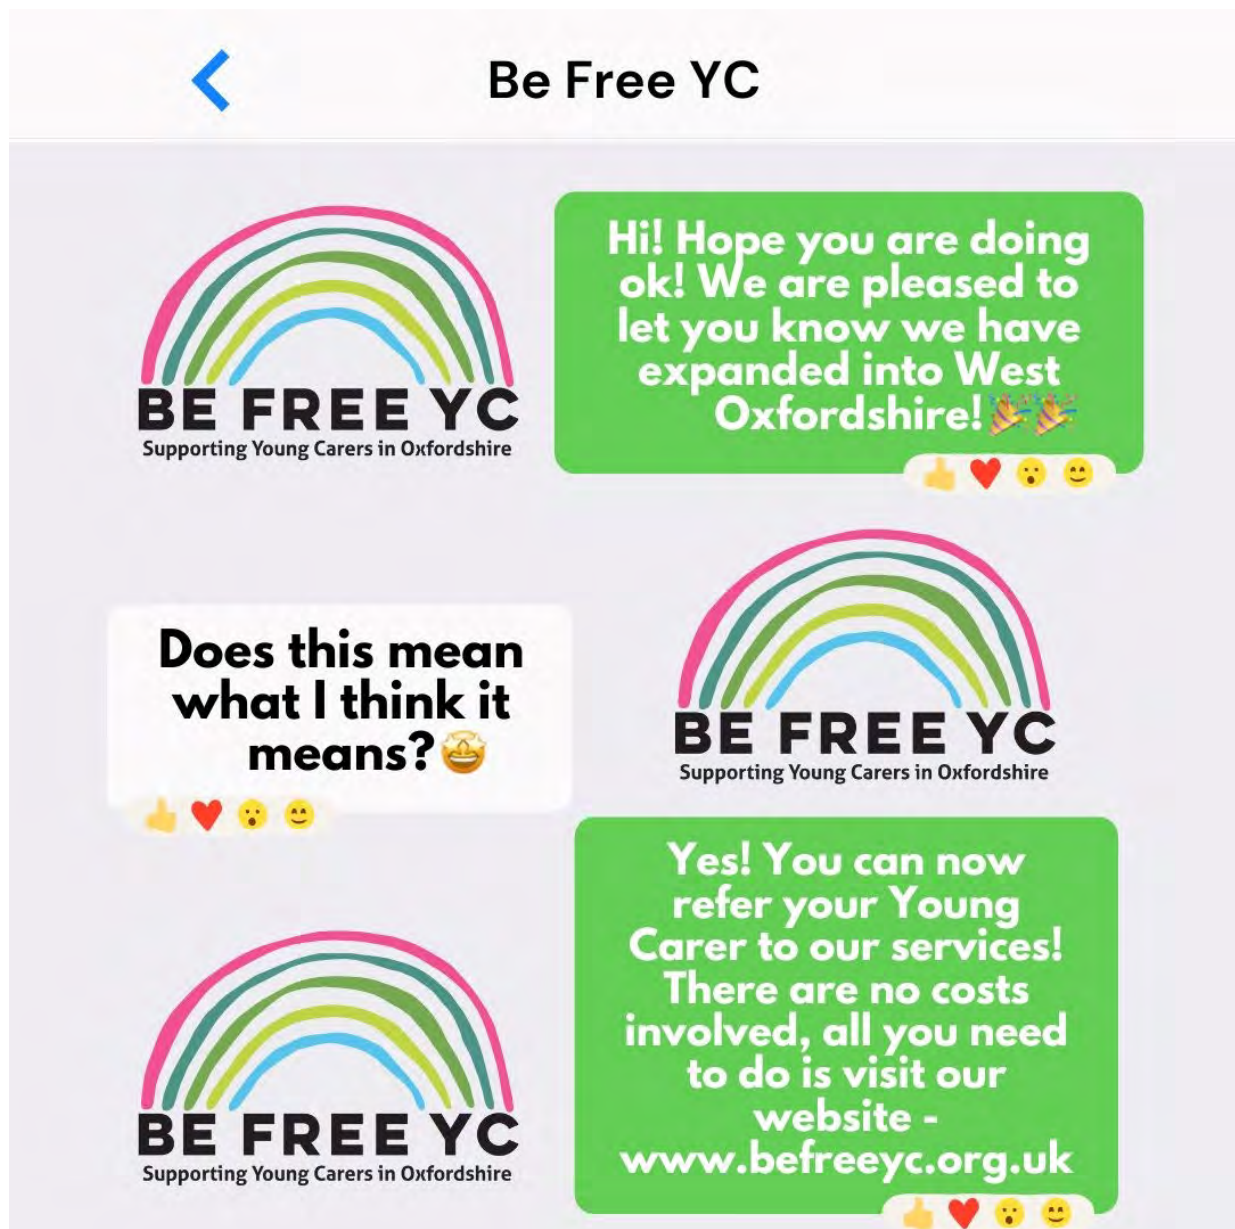 Be Free YC
BE FREE YC
Supporting Young Carers in Oxfordshire
Hi! Hope you are doing
ok! We are pleased to
let you know we have
expanded into West
Oxfordshire!
BE FREE YC
Supporting Young Carers in Oxfordshire
Does this mean
what I think it
means?
BE FREE YC
Supporting Young Carers in Oxfordshire
Yes! You can now
refer your Young
Carer to our services!
There are no costs
involved, all you need
to do is visit our
website -
www.befreeyc.org.uk